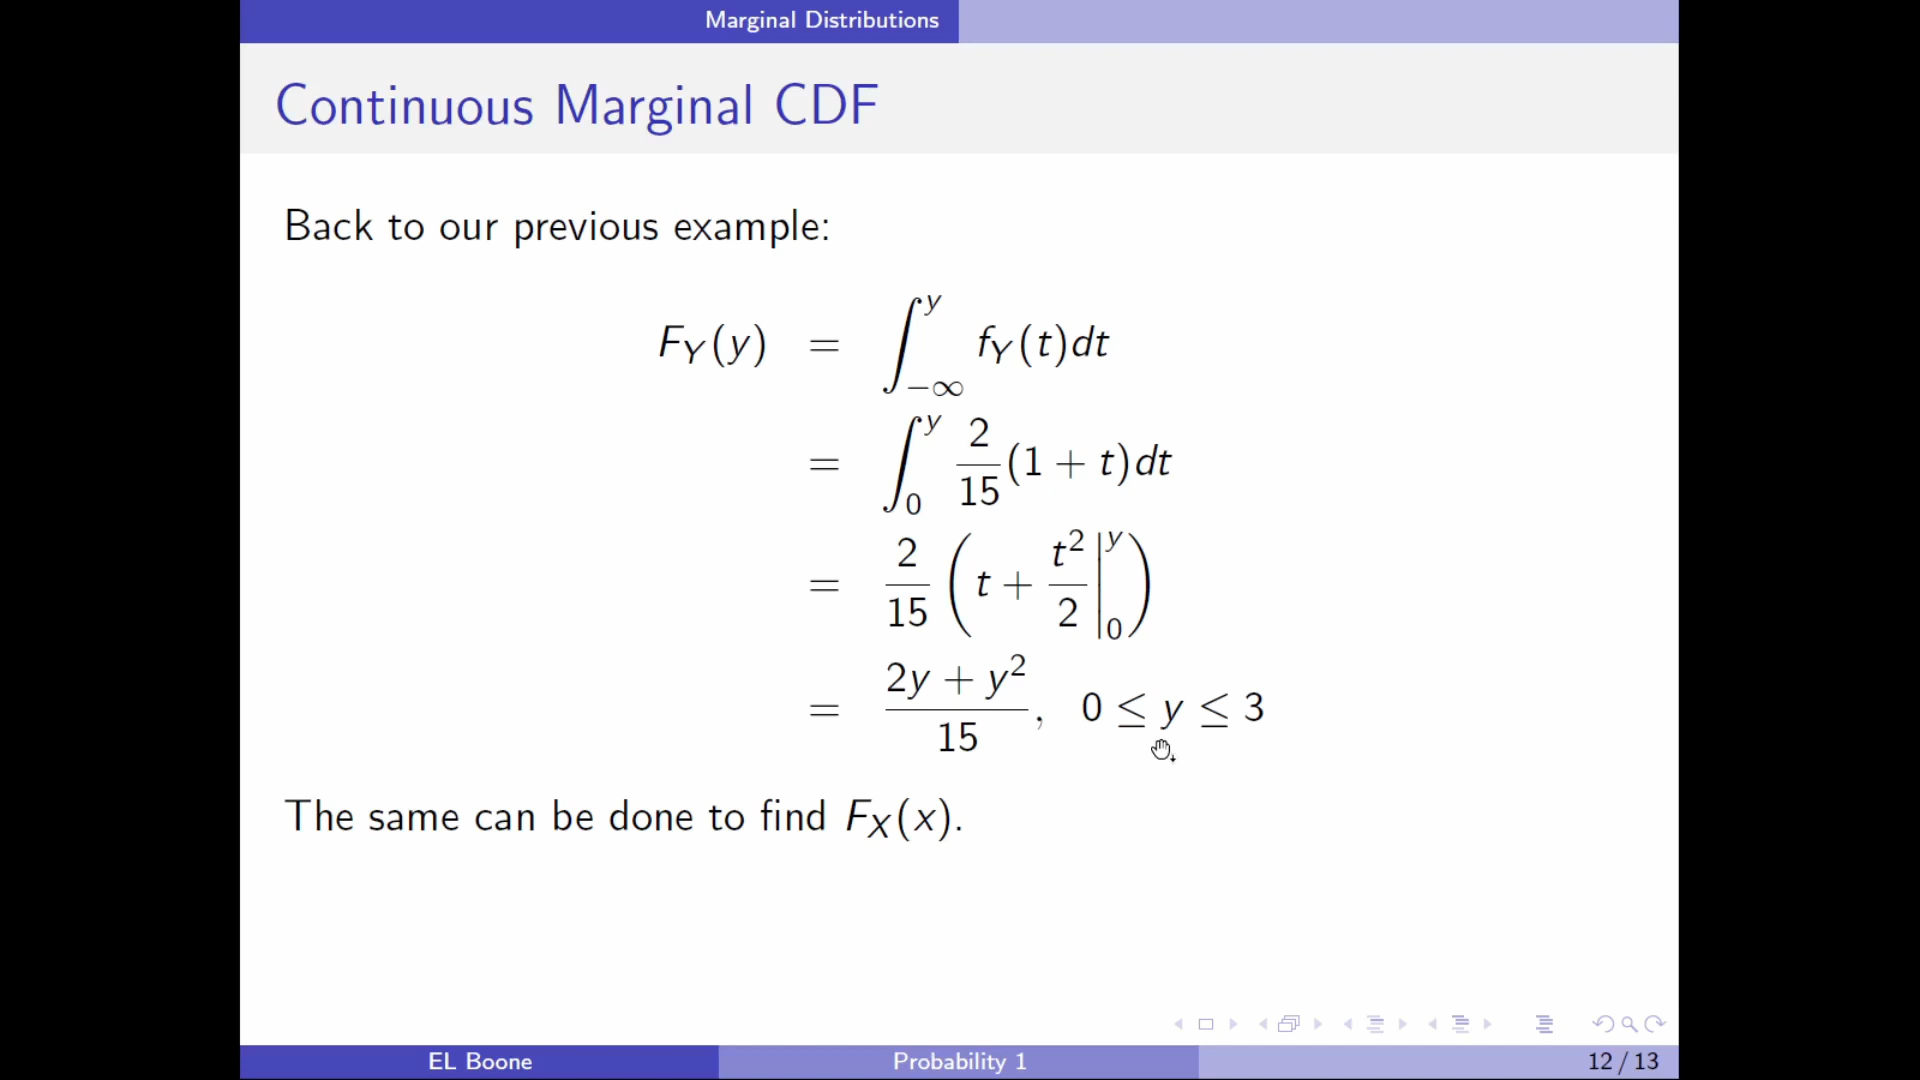 Marginal Distributions
Continuous Marginal CDF
Back to our previous example:
F_Y(y) = ∫_{−∞}^{y} f_Y(t)dt
= ∫_0^y 2/15 (1 + t)dt
= 2/15 (t + t²/2 |_0^y)
= (2y + y²)/15, 0 ≤ y ≤ 3
The same can be done to find F_X(x).
EL Boone
Probability 1
12 / 13